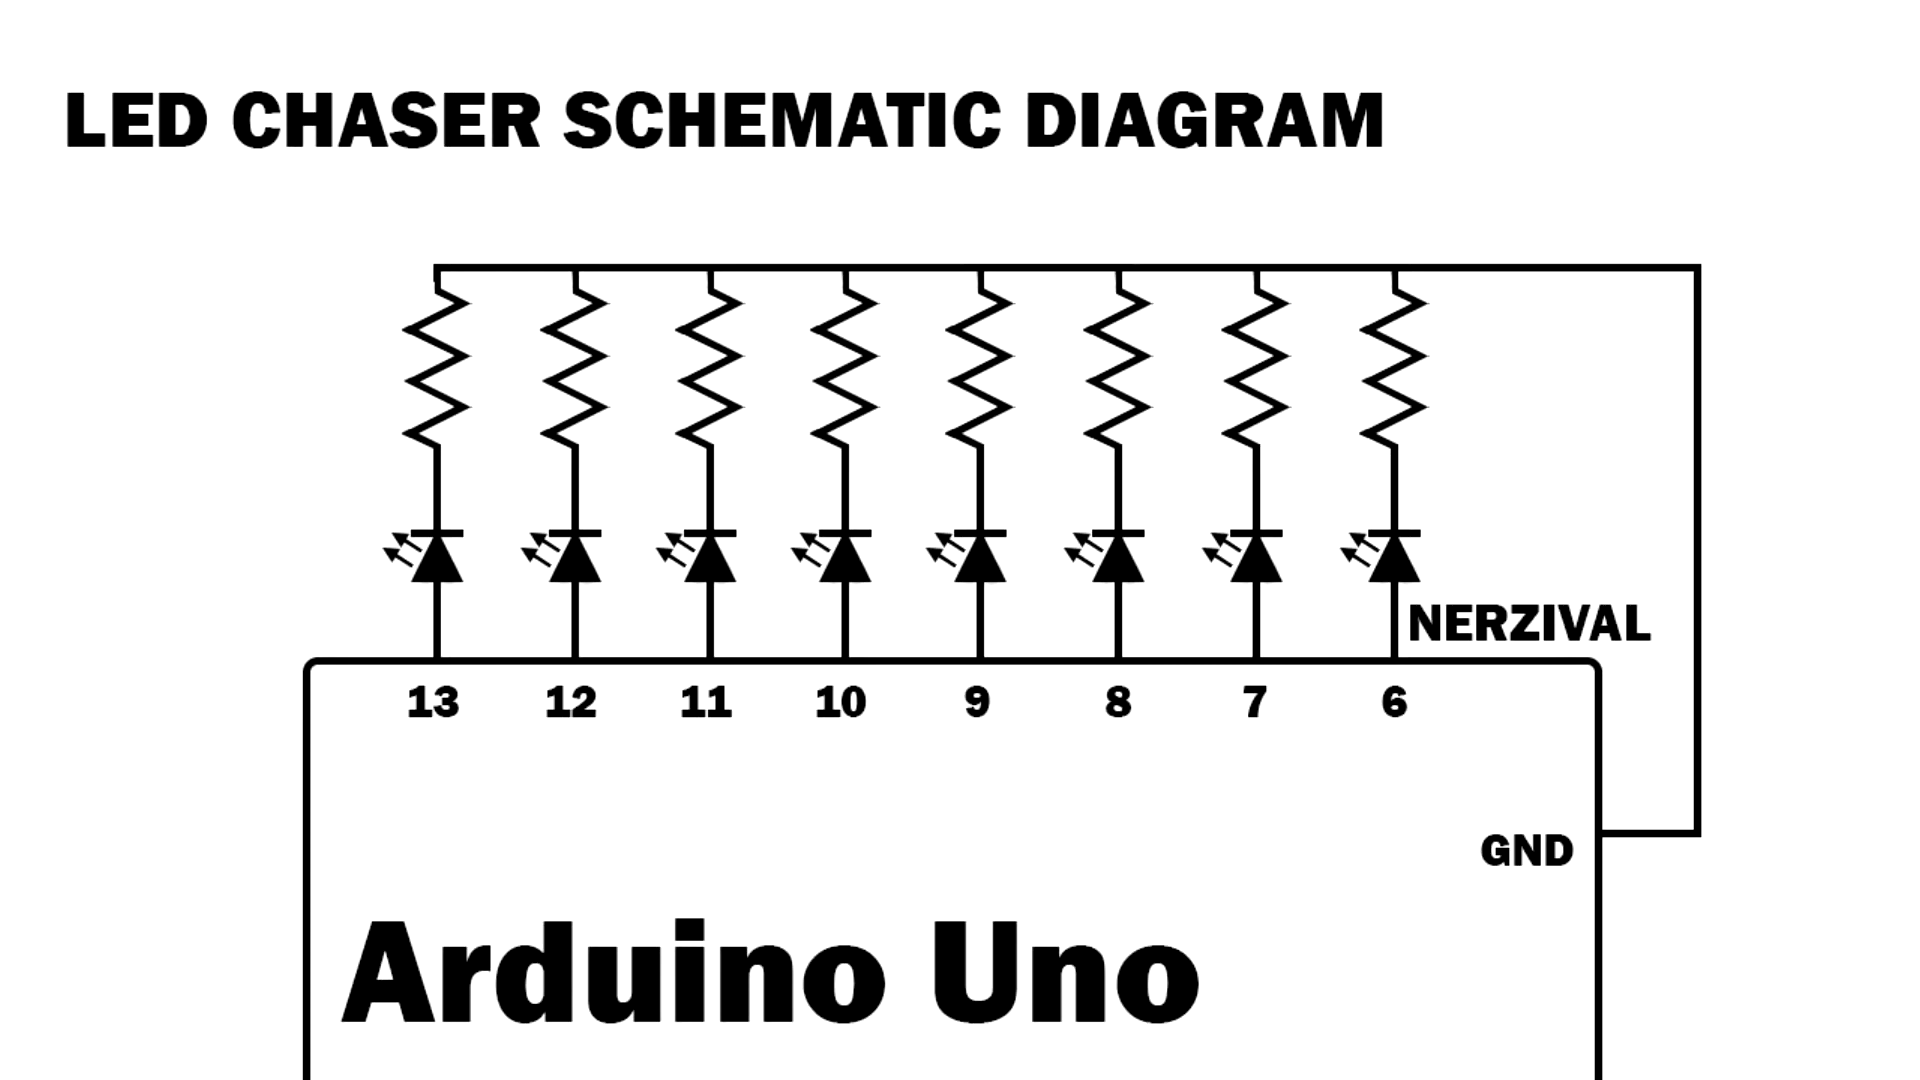 LED CHASER SCHEMATIC DIAGRAM
NERZIVAL
13 12 11 10 9 8 7 6
GND
Arduino Uno